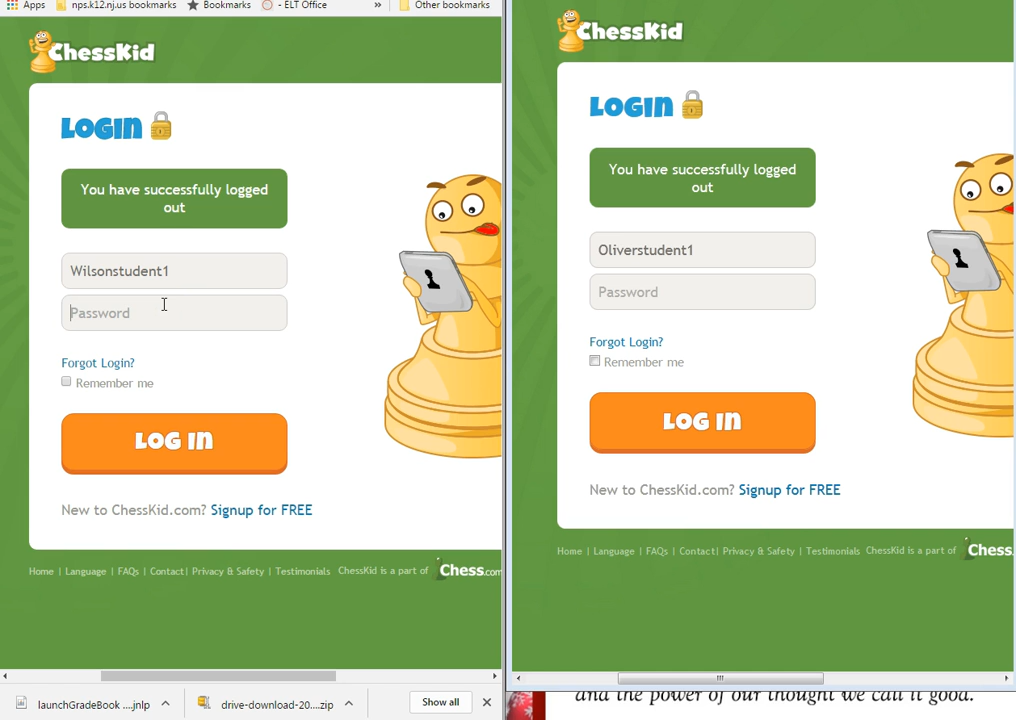 Apps nps.k12.nj.us bookmarks Bookmarks - ELT Office » Other bookmarks
ChessKid
LOGIN
You have successfully logged
out
Wilsonstudent1
Password
Forgot Login?
Remember me
LOG IN
New to ChessKid.com? Signup for FREE
Home | Language | FAQs | Contact | Privacy & Safety | Testimonials ChessKid is a part of Chess.com
launchGradeBook ....jnlp drive-download-20....zip Show all
ChessKid
LOGIN
You have successfully logged
out
Oliverstudent1
Password
Forgot Login?
Remember me
LOG IN
New to ChessKid.com? Signup for FREE
Home | Language | FAQs | Contact | Privacy & Safety | Testimonials ChessKid is a part of Chess.
and the power of our thought we call it good.